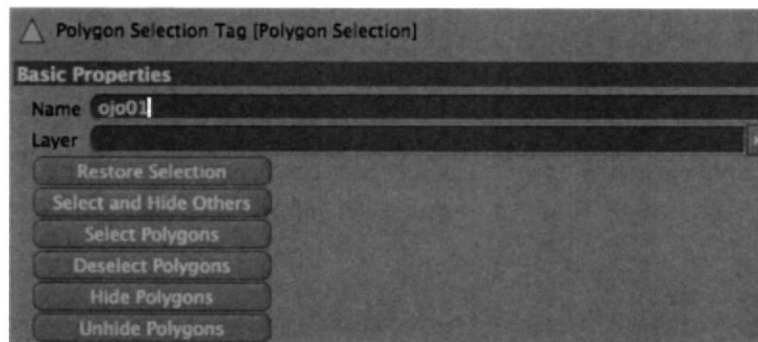 Polygon Selection Tag [Polygon Selection]
Basic Properties
Name ojo01
Layer
Restore Selection
Select and Hide Others
Select Polygons
Deselect Polygons
Hide Polygons
Unhide Polygons